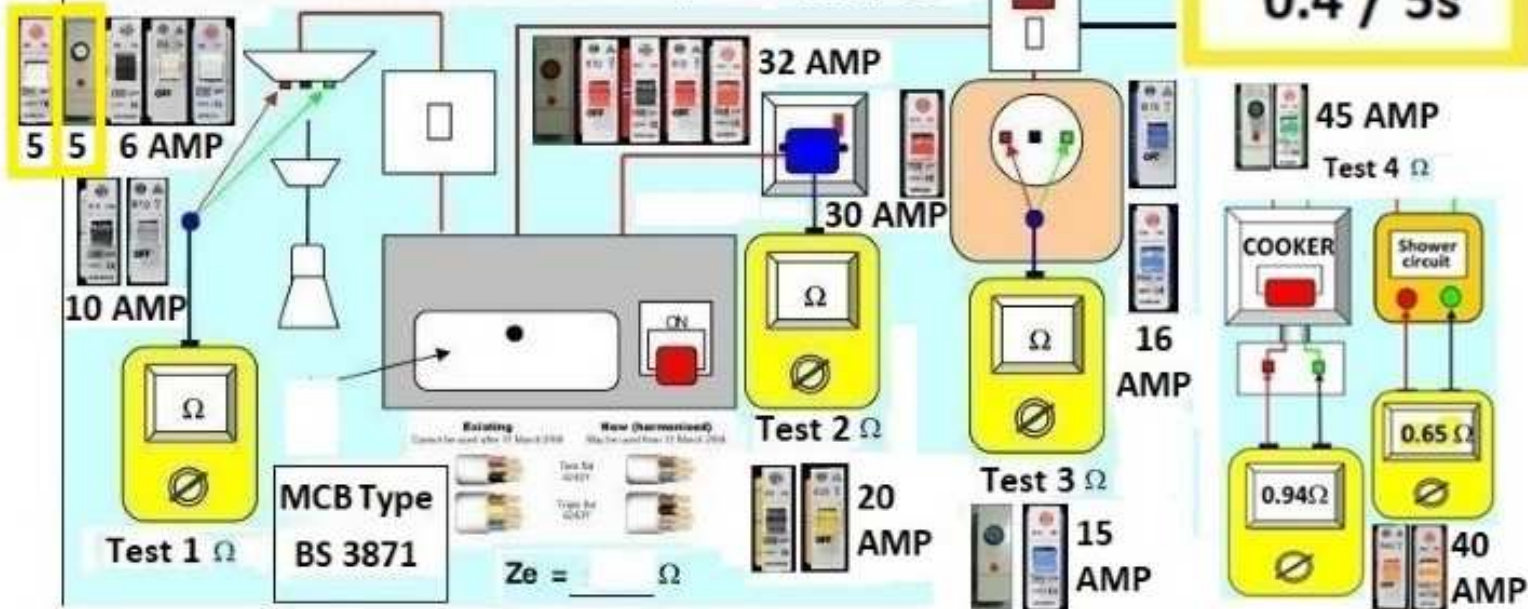 0.4 / 5s
5 5 6 AMP
32 AMP
45 AMP
Test 4 Ω
30 AMP
10 AMP
COOKER
Shower
circuit
ON
Ω
Ω
Ω
16
AMP
Existing
New (harmonised)
Test 2 Ω
0.65 Ω
0.94Ω
MCB Type
BS 3871
20
AMP
Test 3 Ω
15
AMP
40
AMP
Test 1 Ω
Ze = ____ Ω